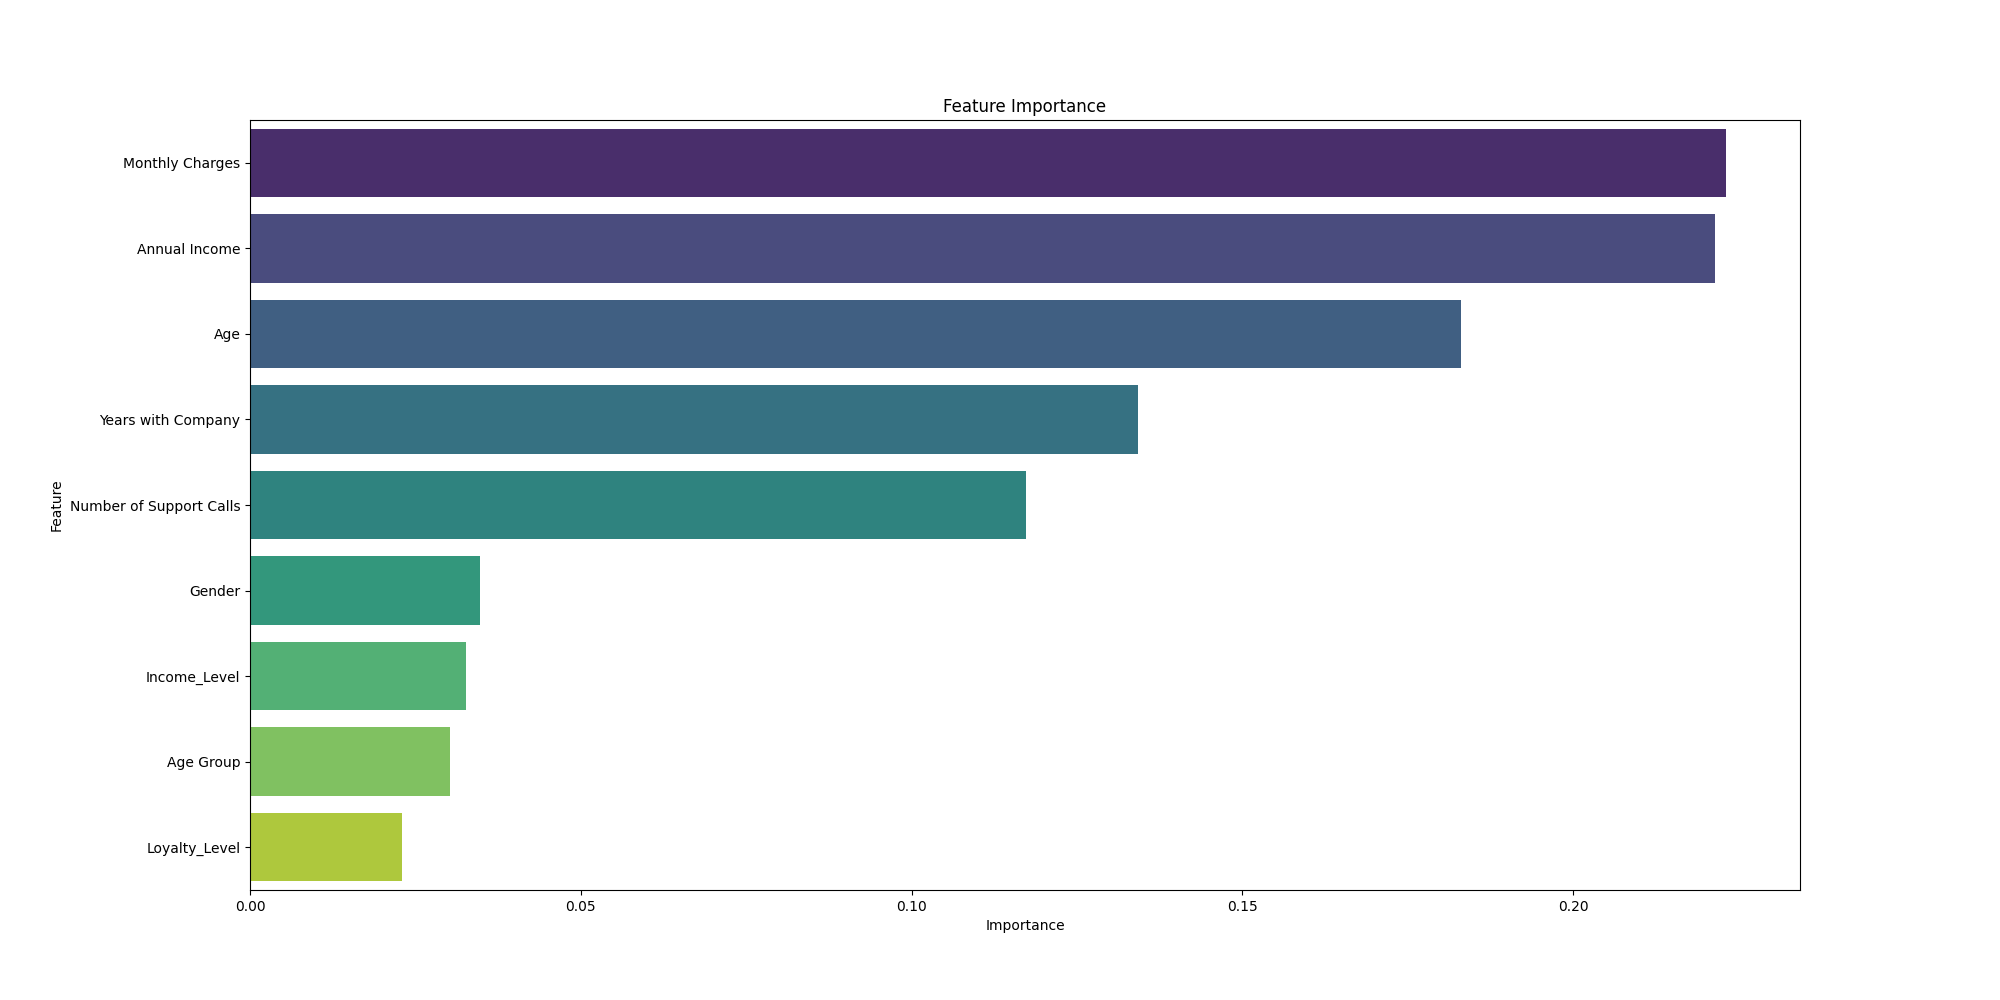 Feature Importance
Monthly Charges
Annual Income
Age
Years with Company
Number of Support Calls
Gender
Income_Level
Age Group
Loyalty_Level
Feature
0.00 0.05 0.10 0.15 0.20
Importance